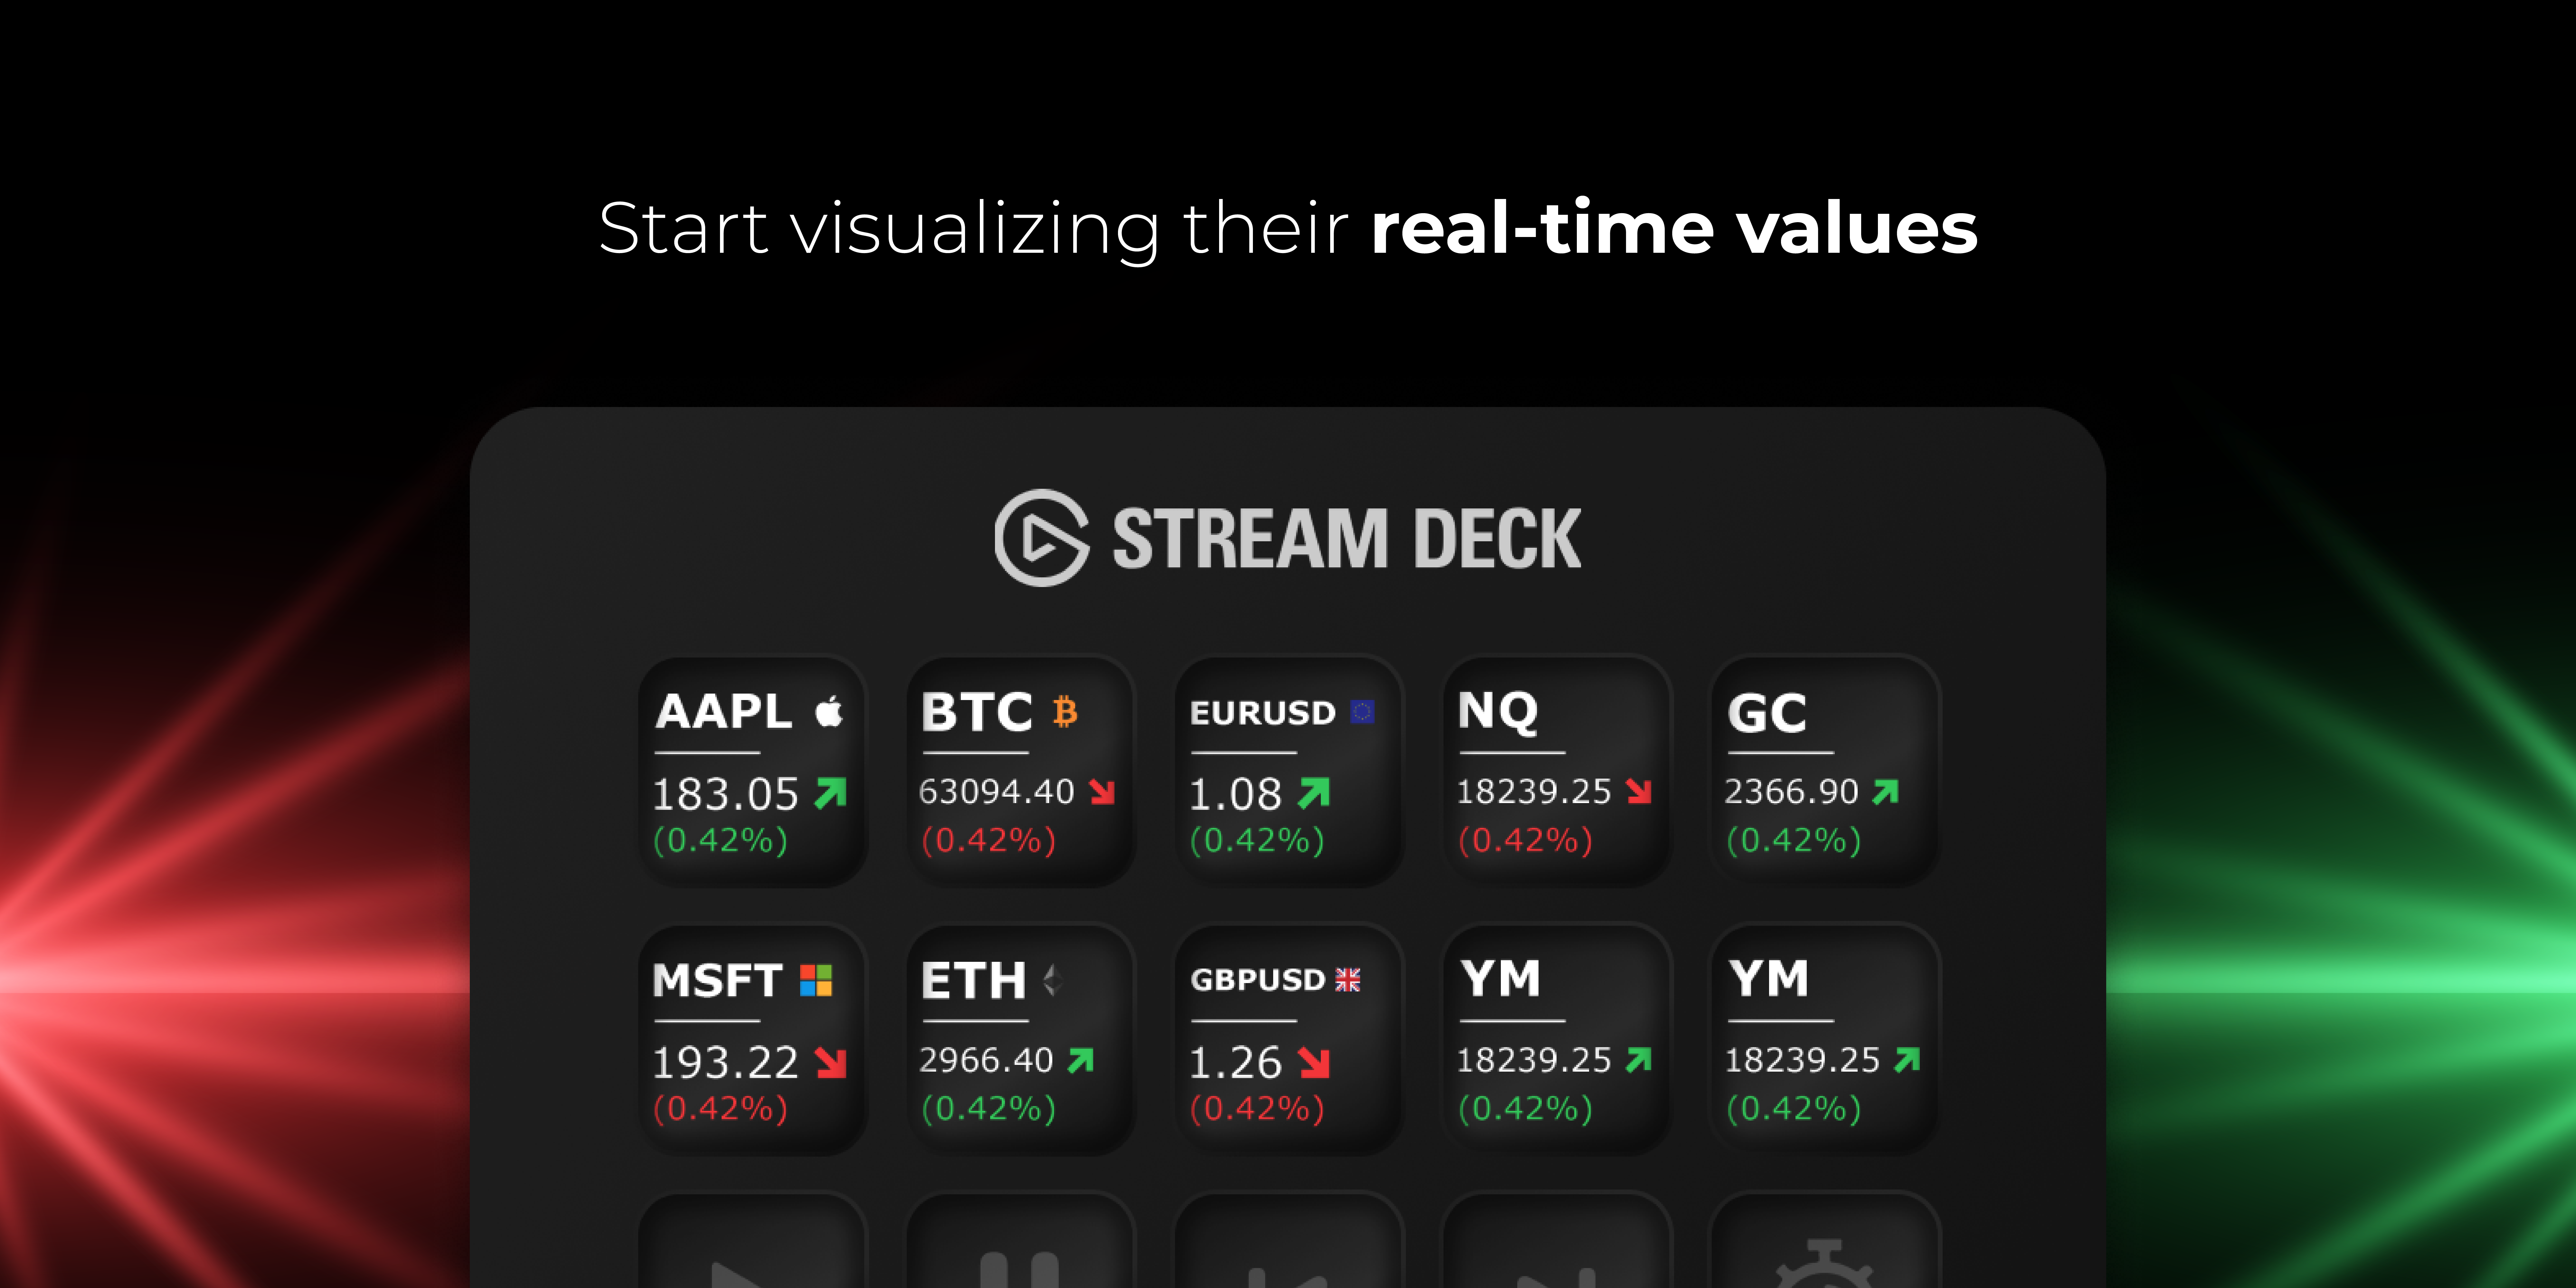 Start visualizing their real-time values
STREAM DECK
AAPL
183.05
(0.42%)
BTC
63094.40
(0.42%)
EURUSD
1.08
(0.42%)
NQ
18239.25
(0.42%)
GC
2366.90
(0.42%)
MSFT
193.22
(0.42%)
ETH
2966.40
(0.42%)
GBPUSD
1.26
(0.42%)
YM
18239.25
(0.42%)
YM
18239.25
(0.42%)